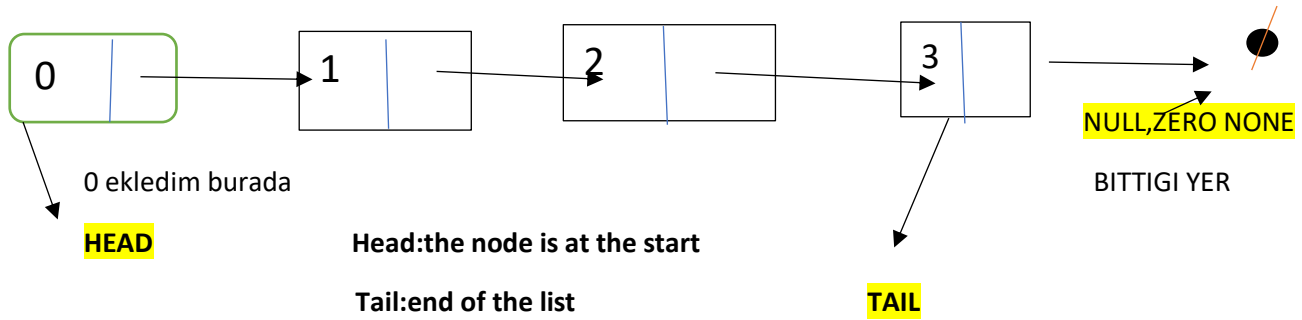 0 1 2 3
NULL,ZERO NONE
0 ekledim burada
BITTIGI YER
HEAD
Head:the node is at the start
Tail:end of the list
TAIL